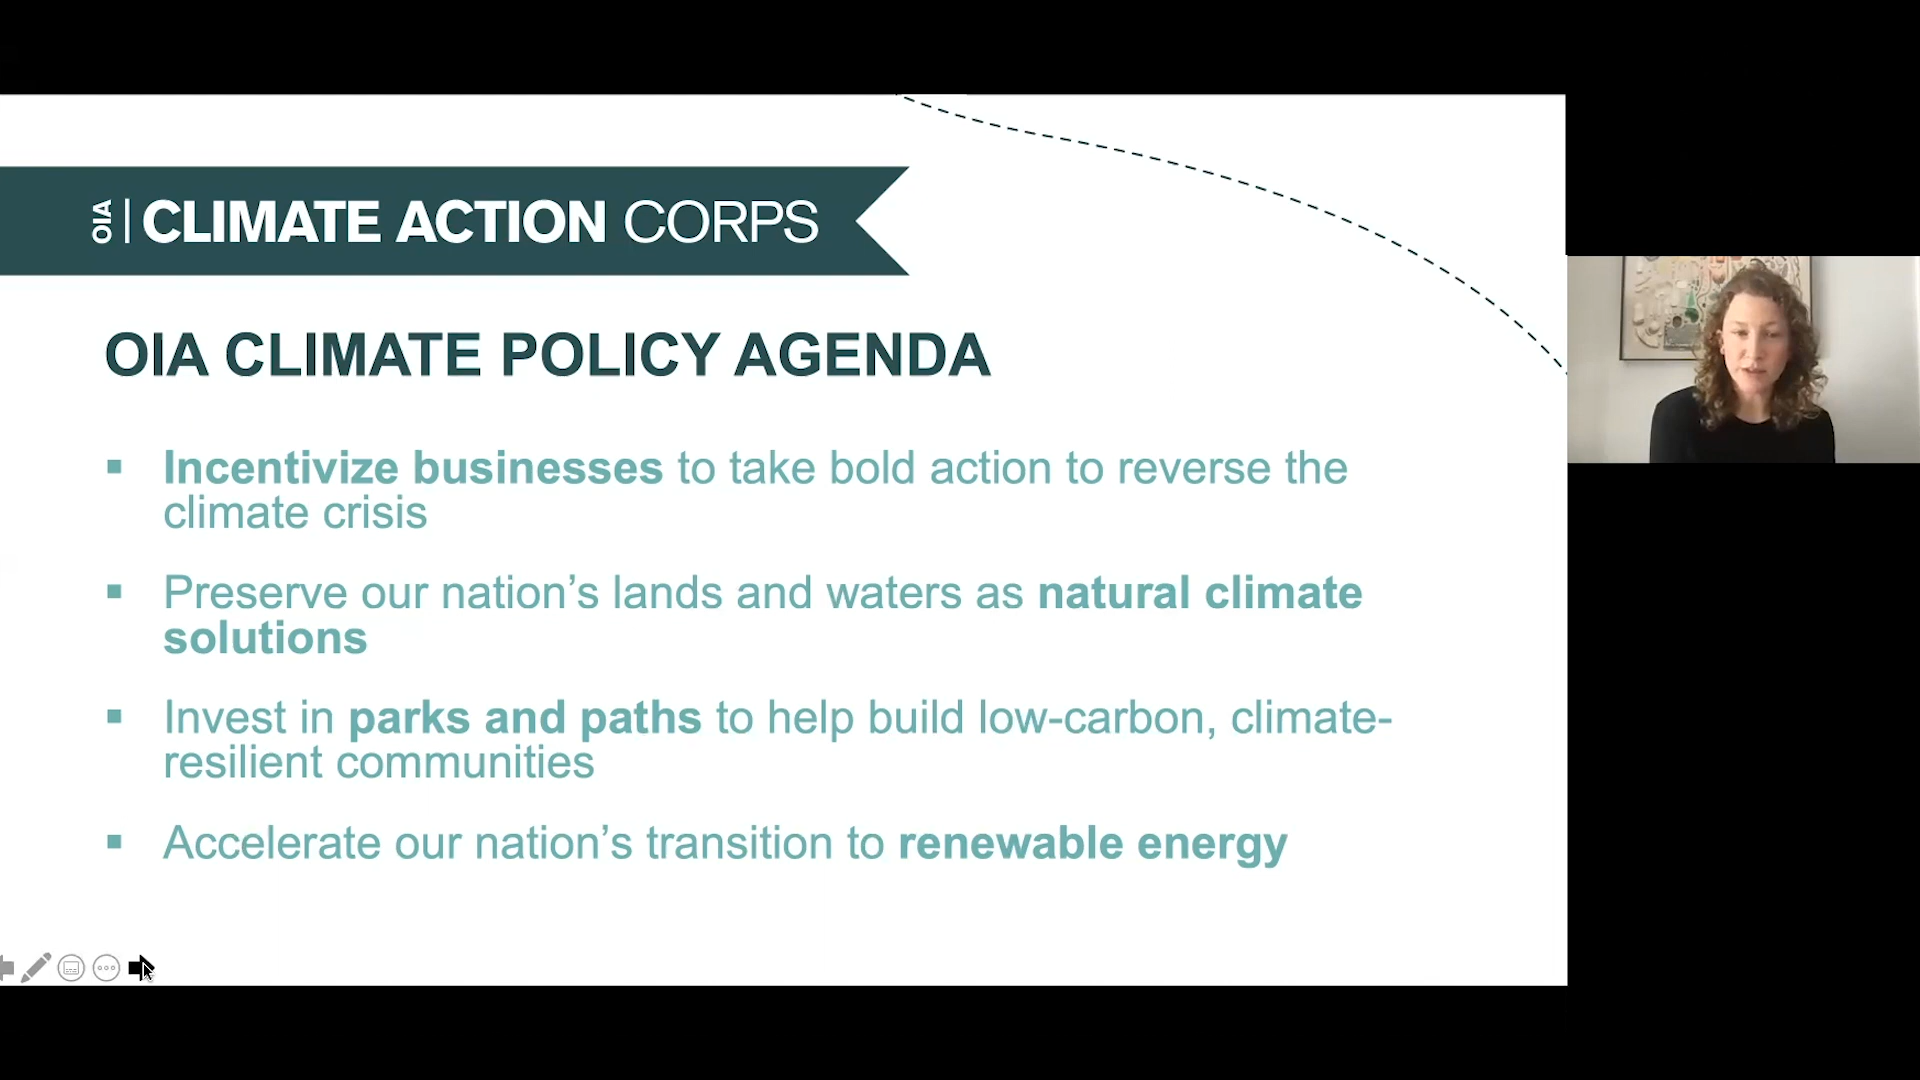 OIA | CLIMATE ACTION CORPS
OIA CLIMATE POLICY AGENDA
▪ Incentivize businesses to take bold action to reverse the
climate crisis
▪ Preserve our nation’s lands and waters as natural climate
solutions
▪ Invest in parks and paths to help build low-carbon, climate-
resilient communities
▪ Accelerate our nation’s transition to renewable energy